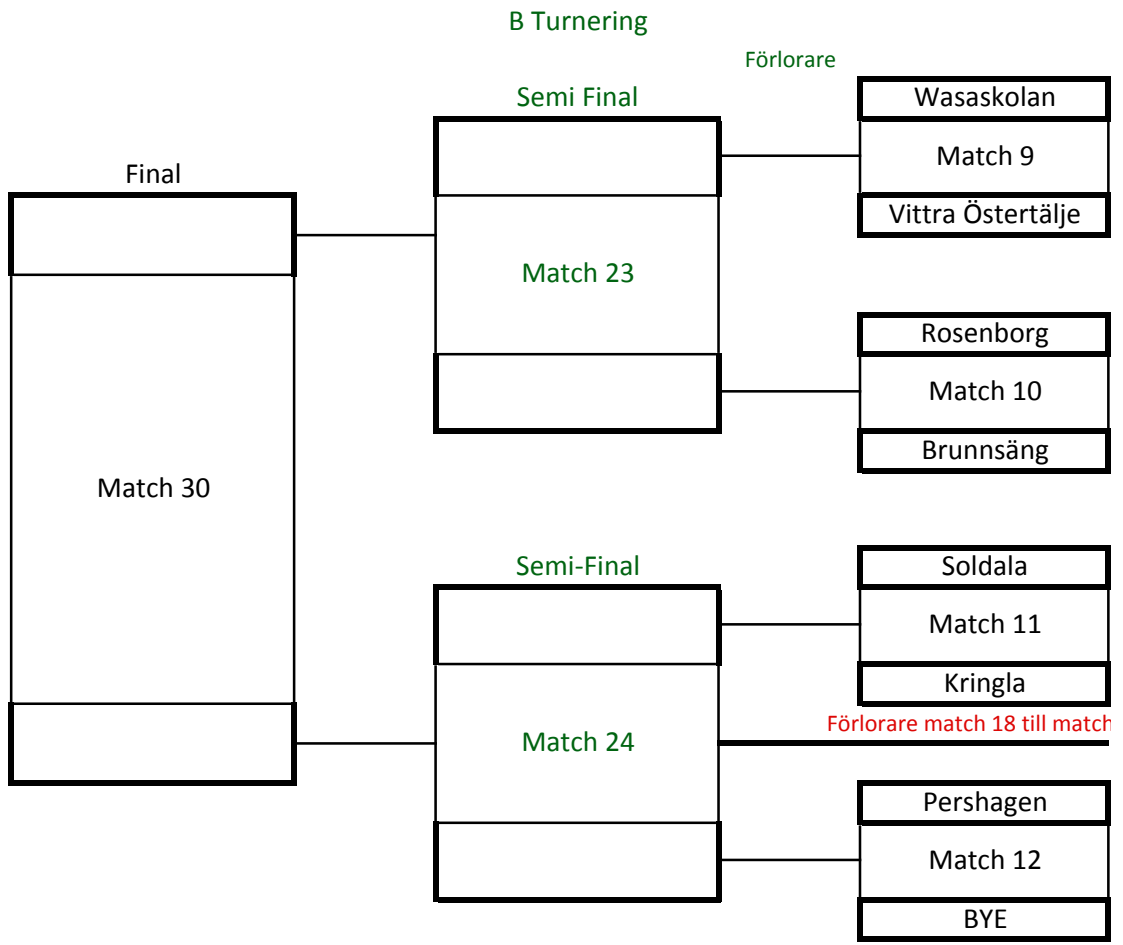 B Turnering
Förlorare
Semi Final
Wasaskolan
Match 9
Final
Vittra Östertälje
Match 23
Rosenborg
Match 10
Brunnsäng
Match 30
Semi-Final
Soldala
Match 11
Kringla
Förlorare match 18 till match
Match 24
Pershagen
Match 12
BYE